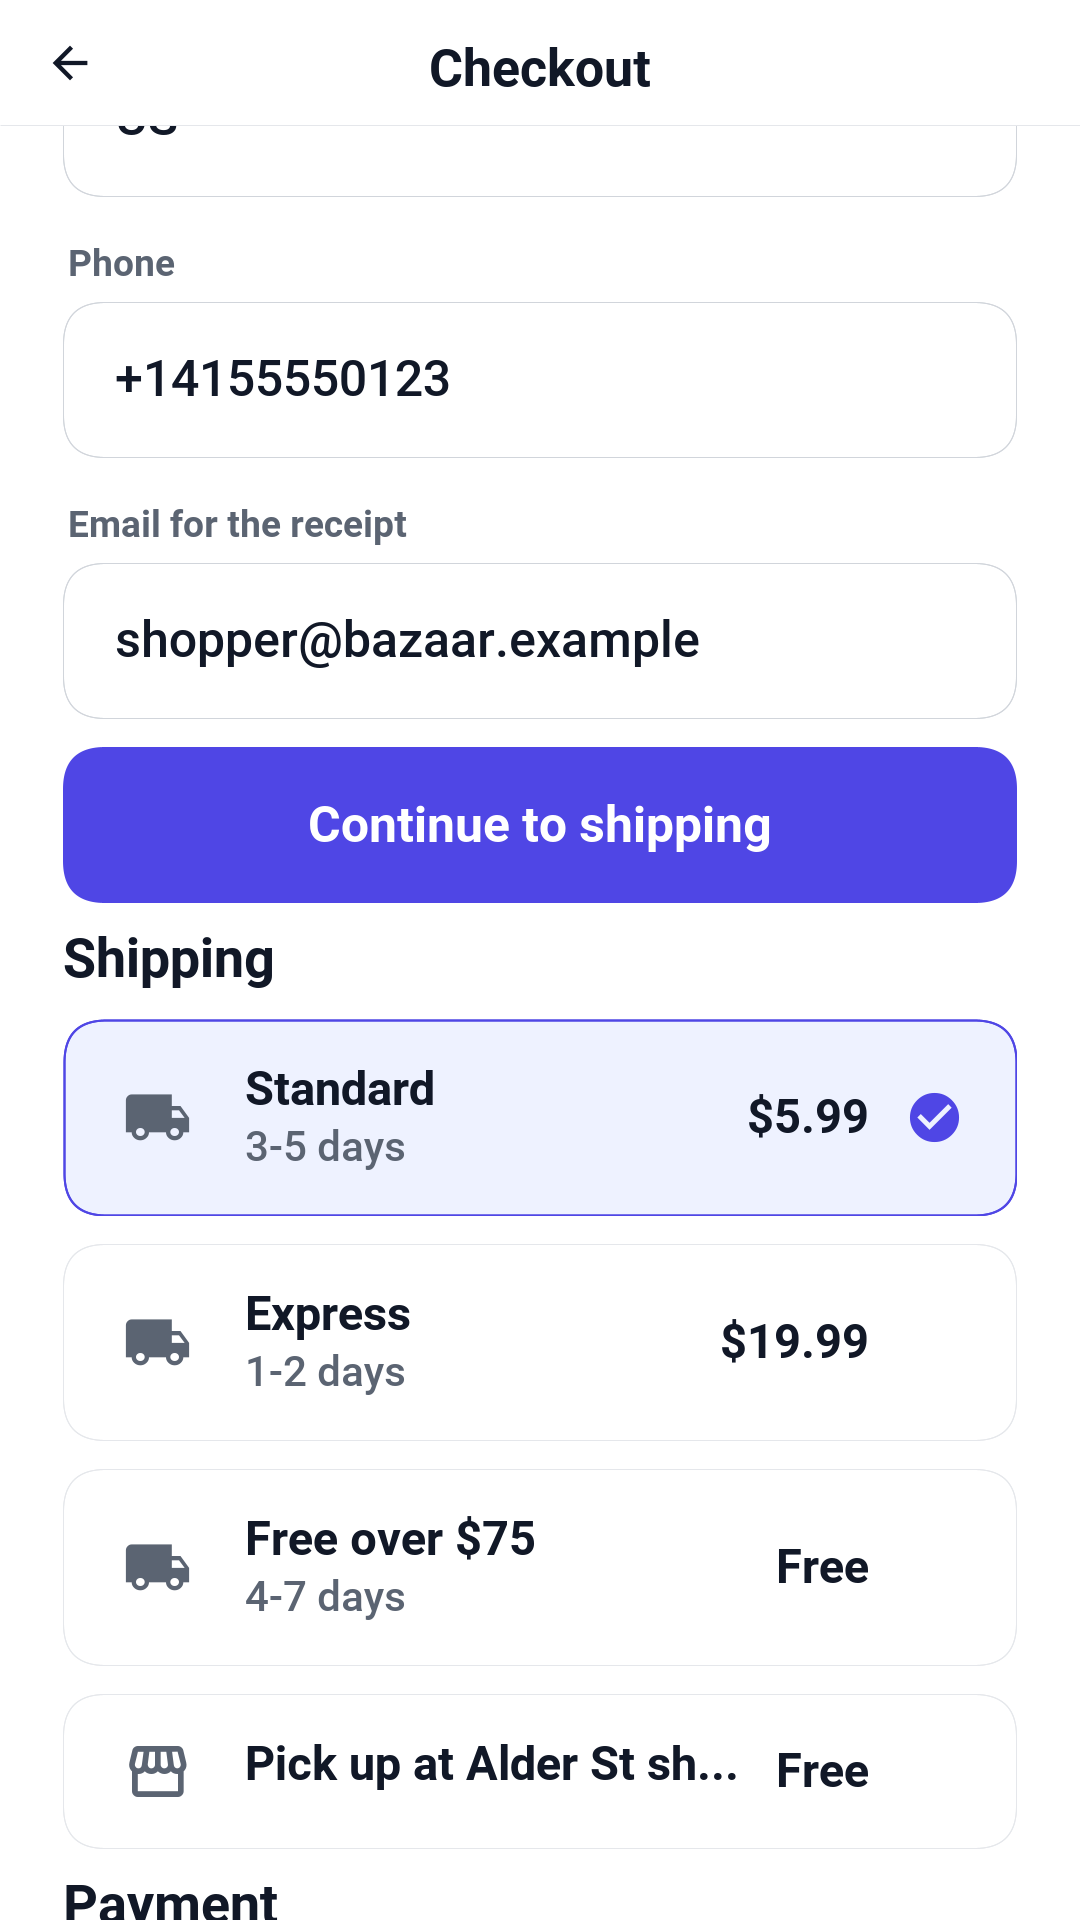 Checkout
Phone
+14155550123
Email for the receipt
shopper@bazaar.example
Continue to shipping
Shipping
Standard
3-5 days
$5.99
Express
1-2 days
$19.99
Free over $75
4-7 days
Free
Pick up at Alder St sh...
Free
Payment